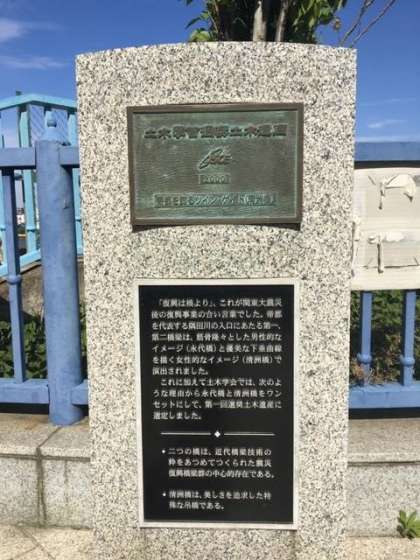 土木学会選奨土木遺産
jsce
2000
帝都を飾るツイン・ゲイト（清洲橋）
「復興は橋より」、これが関東大震災
後の復興事業の合い言葉でした。帝都
を代表する隅田川の入口にあたる第一、
第二橋梁は、筋骨隆々とした男性的な
イメージ（永代橋）と優美な下垂曲線
を描く女性的なイメージ（清洲橋）で
演出されました。
これに加えて土木学会では、次のよ
うな理由から永代橋と清洲橋をワン
セットにして、第一回選奨土木遺産に
選定しました。
・二つの橋は、近代橋梁技術の
粋をあつめてつくられた震災
復興橋梁群の中心的存在である。
・清洲橋は、美しさを追求した特
殊な吊橋である。